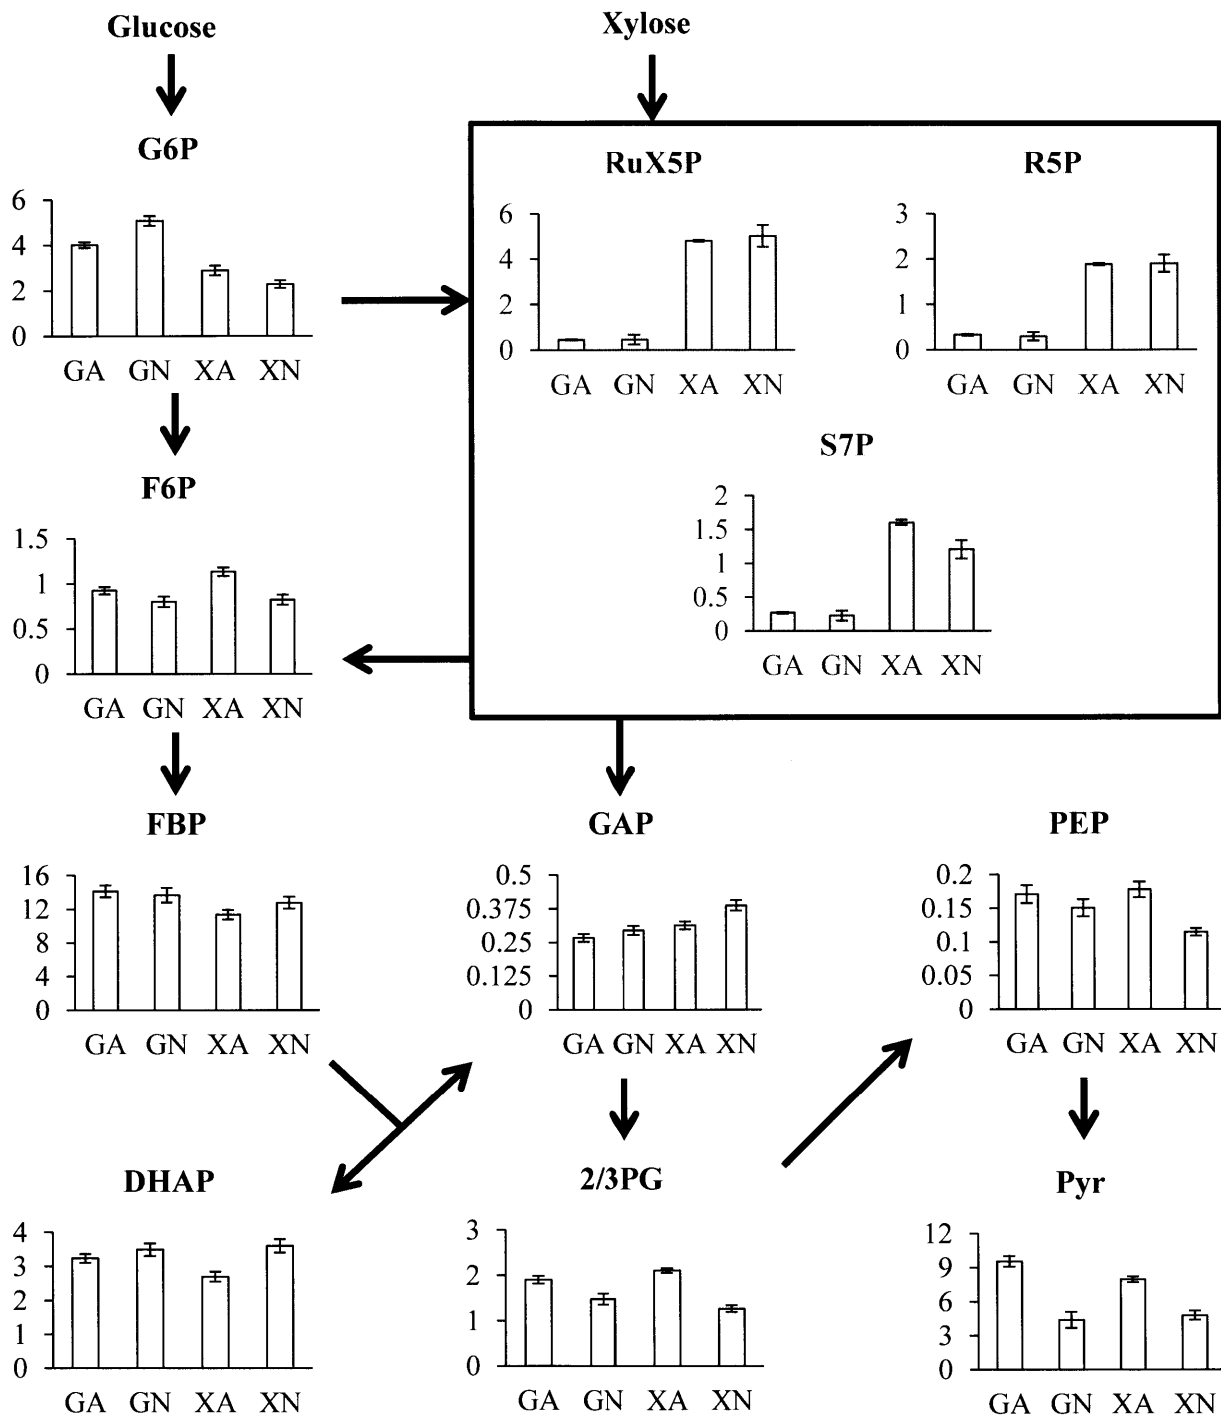 Glucose
Xylose
G6P
6
4
2
0
GA GN XA XN
RuX5P
6
4
2
0
GA GN XA XN
R5P
3
2
1
0
GA GN XA XN
S7P
2
1.5
1
0.5
0
GA GN XA XN
F6P
1.5
1
0.5
0
GA GN XA XN
FBP
16
12
8
4
0
GA GN XA XN
GAP
0.5
0.375
0.25
0.125
0
GA GN XA XN
PEP
0.2
0.15
0.1
0.05
0
GA GN XA XN
DHAP
4
3
2
1
0
GA GN XA XN
2/3PG
3
2
1
0
GA GN XA XN
Pyr
12
9
6
3
0
GA GN XA XN